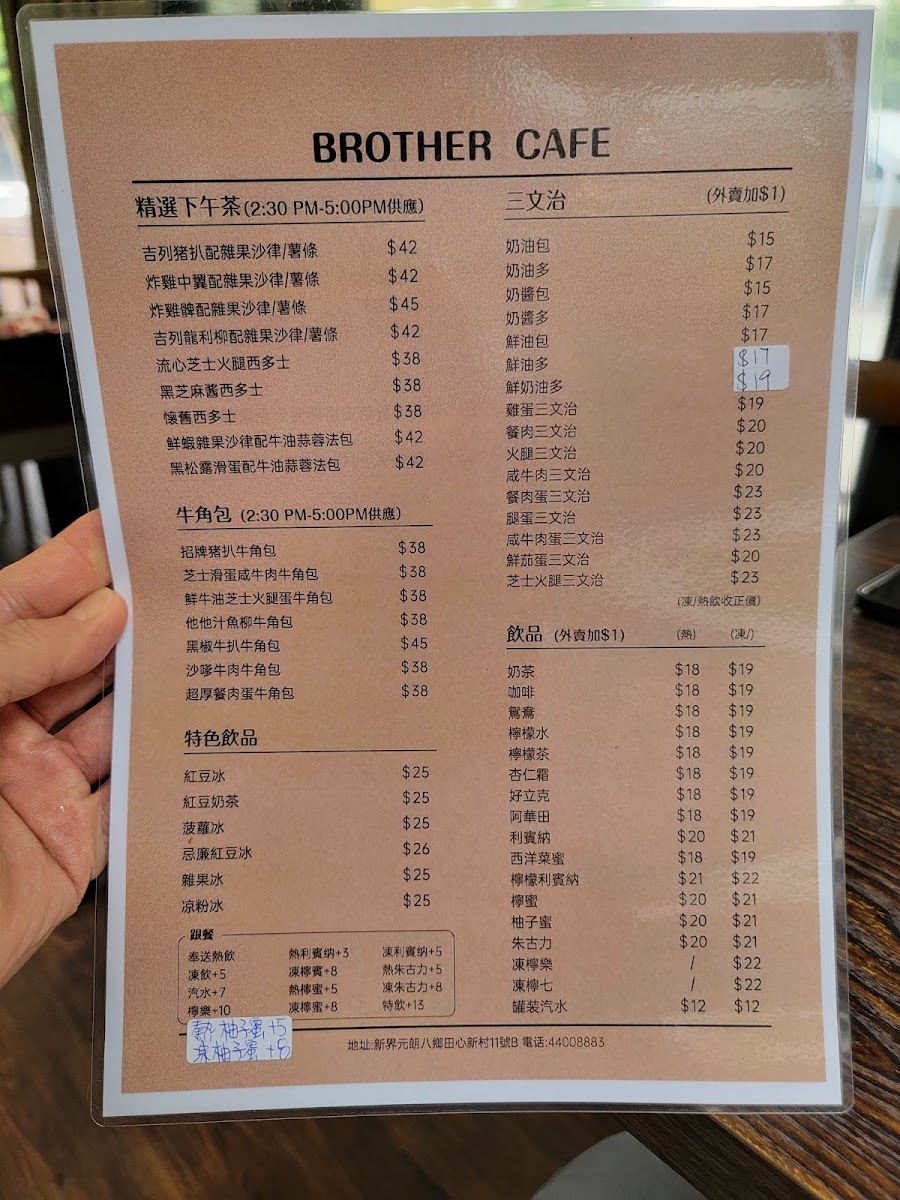 BROTHER CAFE
精選下午茶(2:30 PM-5:00PM供應)
吉列猪扒配雜果沙律/薯條 $42
炸雞中翼配雜果沙律/薯條 $42
炸雞髀配雜果沙律/薯條 $45
吉列龍利柳配雜果沙律/薯條 $42
流心芝士火腿西多士 $38
黑芝麻醬西多士 $38
懷舊西多士 $38
鮮蝦雜果沙律配牛油蒜蓉法包 $42
黑松露滑蛋配牛油蒜蓉法包 $42
牛角包 (2:30 PM-5:00PM供應)
招牌猪扒牛角包 $38
芝士滑蛋咸牛肉牛角包 $38
鮮牛油芝士火腿蛋牛角包 $38
他他汁魚柳牛角包 $38
黑椒牛扒牛角包 $45
沙嗲牛肉牛角包 $38
超厚餐肉蛋牛角包 $38
特色飲品
紅豆冰 $25
紅豆奶茶 $25
菠蘿冰 $25
忌廉紅豆冰 $26
雜果冰 $25
凉粉冰 $25
跟餐
奉送熱飲 熱利賓纳+3 凍利賓纳+5
凍飲+5 凍檸賓+8 熱朱古力+5
汽水+7 熱檸蜜+5 凍朱古力+8
檸樂+10 凍檸蜜+8 特飲+13
熱柚子蜜+5
凍柚子蜜+8
三文治 (外賣加$1)
奶油包 $15
奶油多 $17
奶醬包 $15
奶醬多 $17
鮮油包 $17
鮮油多 $17
鮮奶油多 $19
雞蛋三文治 $19
餐肉三文治 $20
火腿三文治 $20
咸牛肉三文治 $20
餐肉蛋三文治 $23
腿蛋三文治 $23
咸牛肉蛋三文治 $23
鮮茄蛋三文治 $20
芝士火腿三文治 $23
(凍/熱飲收正價)
飲品 (外賣加$1) (熱) (凍/)
奶茶 $18 $19
咖啡 $18 $19
鴛鴦 $18 $19
檸檬水 $18 $19
檸檬茶 $18 $19
杏仁霜 $18 $19
好立克 $18 $19
阿華田 $18 $19
利賓納 $20 $21
西洋菜蜜 $18 $19
檸檬利賓納 $21 $22
檸蜜 $20 $21
柚子蜜 $20 $21
朱古力 $20 $21
凍檸樂 / $22
凍檸七 / $22
罐装汽水 $12 $12
地址:新界元朗八鄉田心新村11號B 電话:44008883